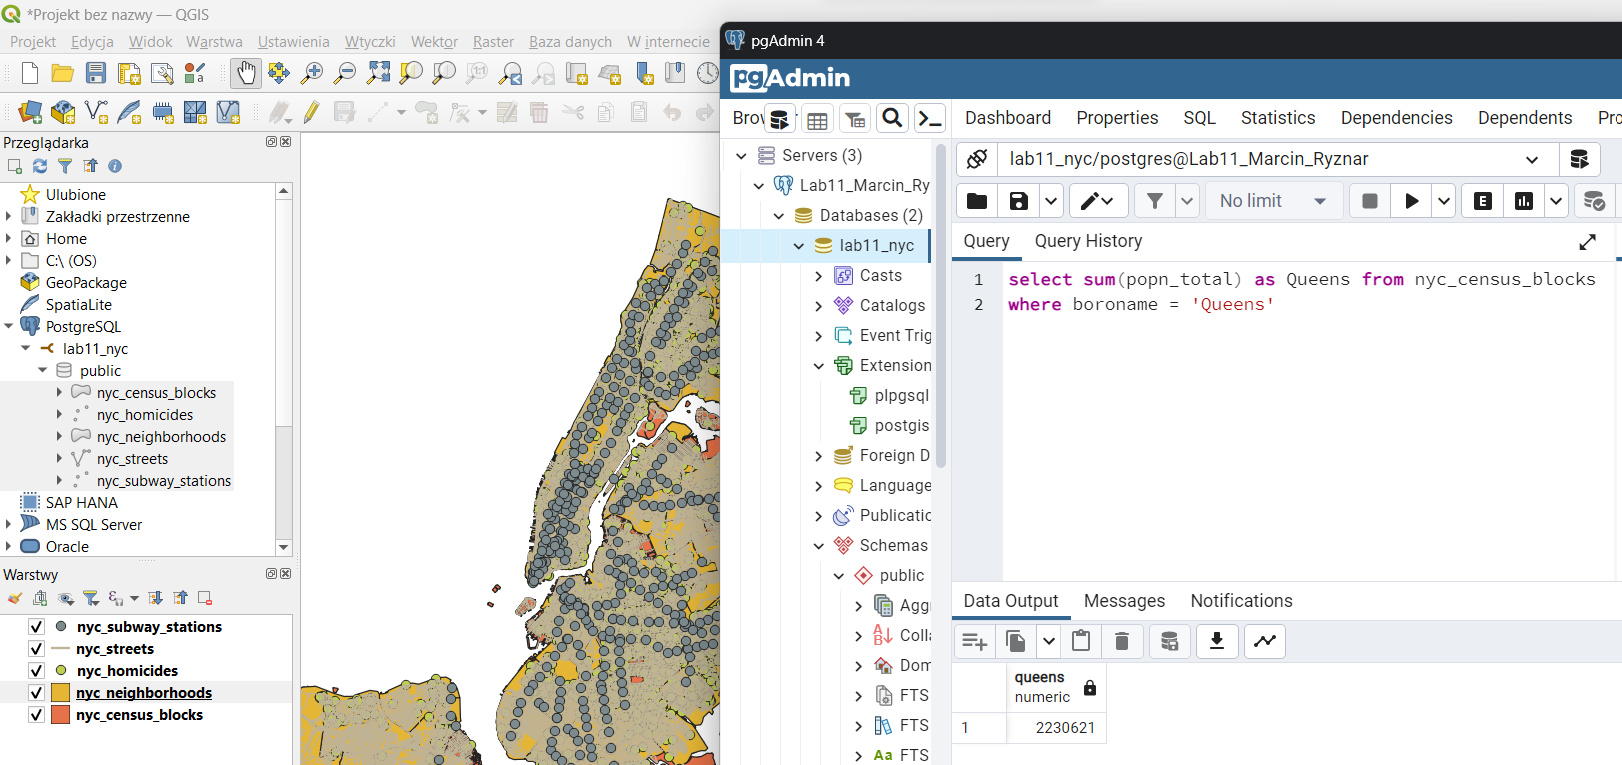 *Projekt bez nazwy — QGIS
Projekt Edycja Widok Warstwa Ustawienia Wtyczki Wektor Raster Baza danych W internecie
Przeglądarka
Ulubione
Zakładki przestrzenne
Home
C:\ (OS)
GeoPackage
SpatiaLite
PostgreSQL
lab11_nyc
public
nyc_census_blocks
nyc_homicides
nyc_neighborhoods
nyc_streets
nyc_subway_stations
SAP HANA
MS SQL Server
Oracle
Warstwy
nyc_subway_stations
nyc_streets
nyc_homicides
nyc_neighborhoods
nyc_census_blocks
pgAdmin 4
pgAdmin
Brow
Servers (3)
Lab11_Marcin_Ry
Databases (2)
lab11_nyc
Casts
Catalogs
Event Trig
Extension
plpgsql
postgis
Foreign D
Language
Publicatic
Schemas
public
Aggr
Colla
Dom
FTS
FTS
Aa FTS
Dashboard Properties SQL Statistics Dependencies Dependents Pro
lab11_nyc/postgres@Lab11_Marcin_Ryznar
No limit
E
Query Query History
1 select sum(popn_total) as Queens from nyc_census_blocks
2 where boroname = 'Queens'
Data Output Messages Notifications
queens
numeric
1 2230621